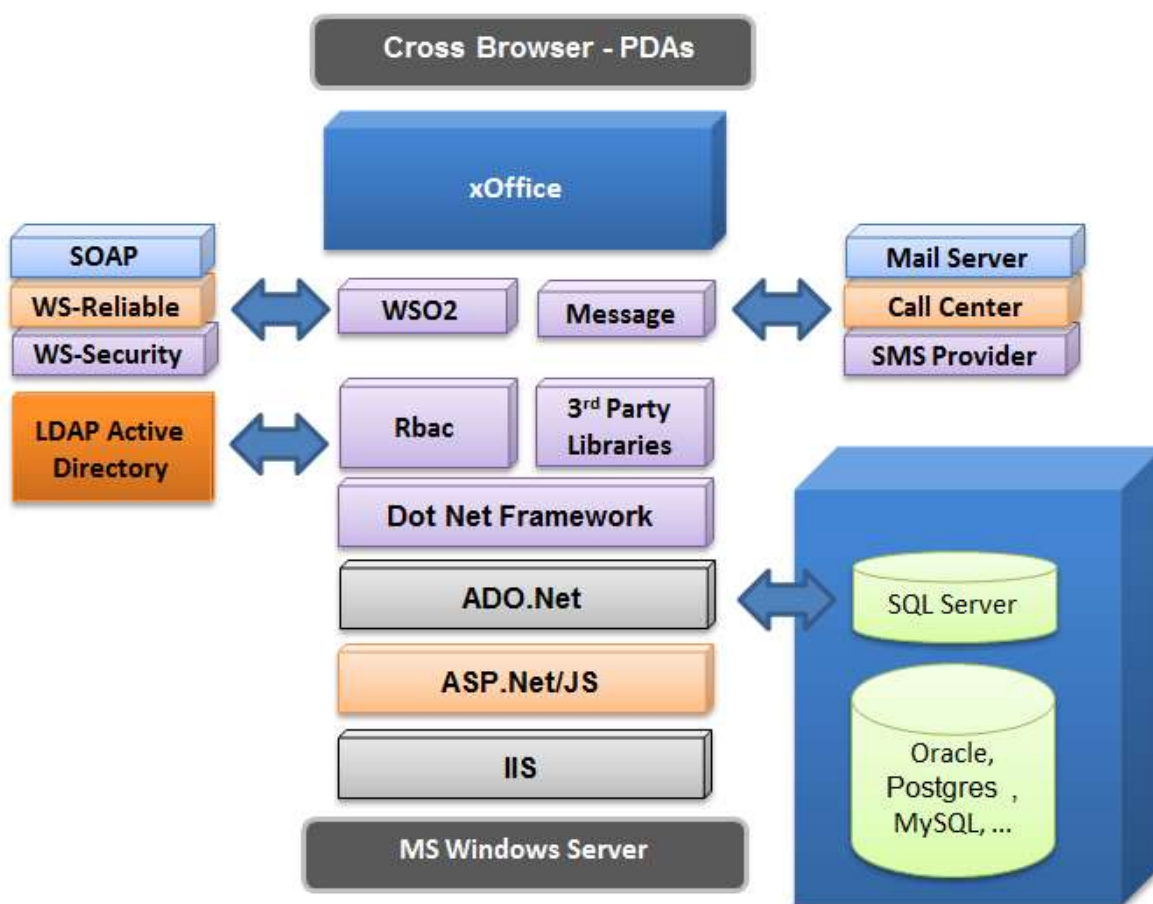 Cross Browser - PDAs
xOffice
SOAP
WS-Reliable
WS-Security
WSO2
Message
Mail Server
Call Center
SMS Provider
LDAP Active
Directory
Rbac
3rd Party
Libraries
Dot Net Framework
ADO.Net
SQL Server
ASP.Net/JS
IIS
Oracle,
Postgres ,
MySQL, ...
MS Windows Server